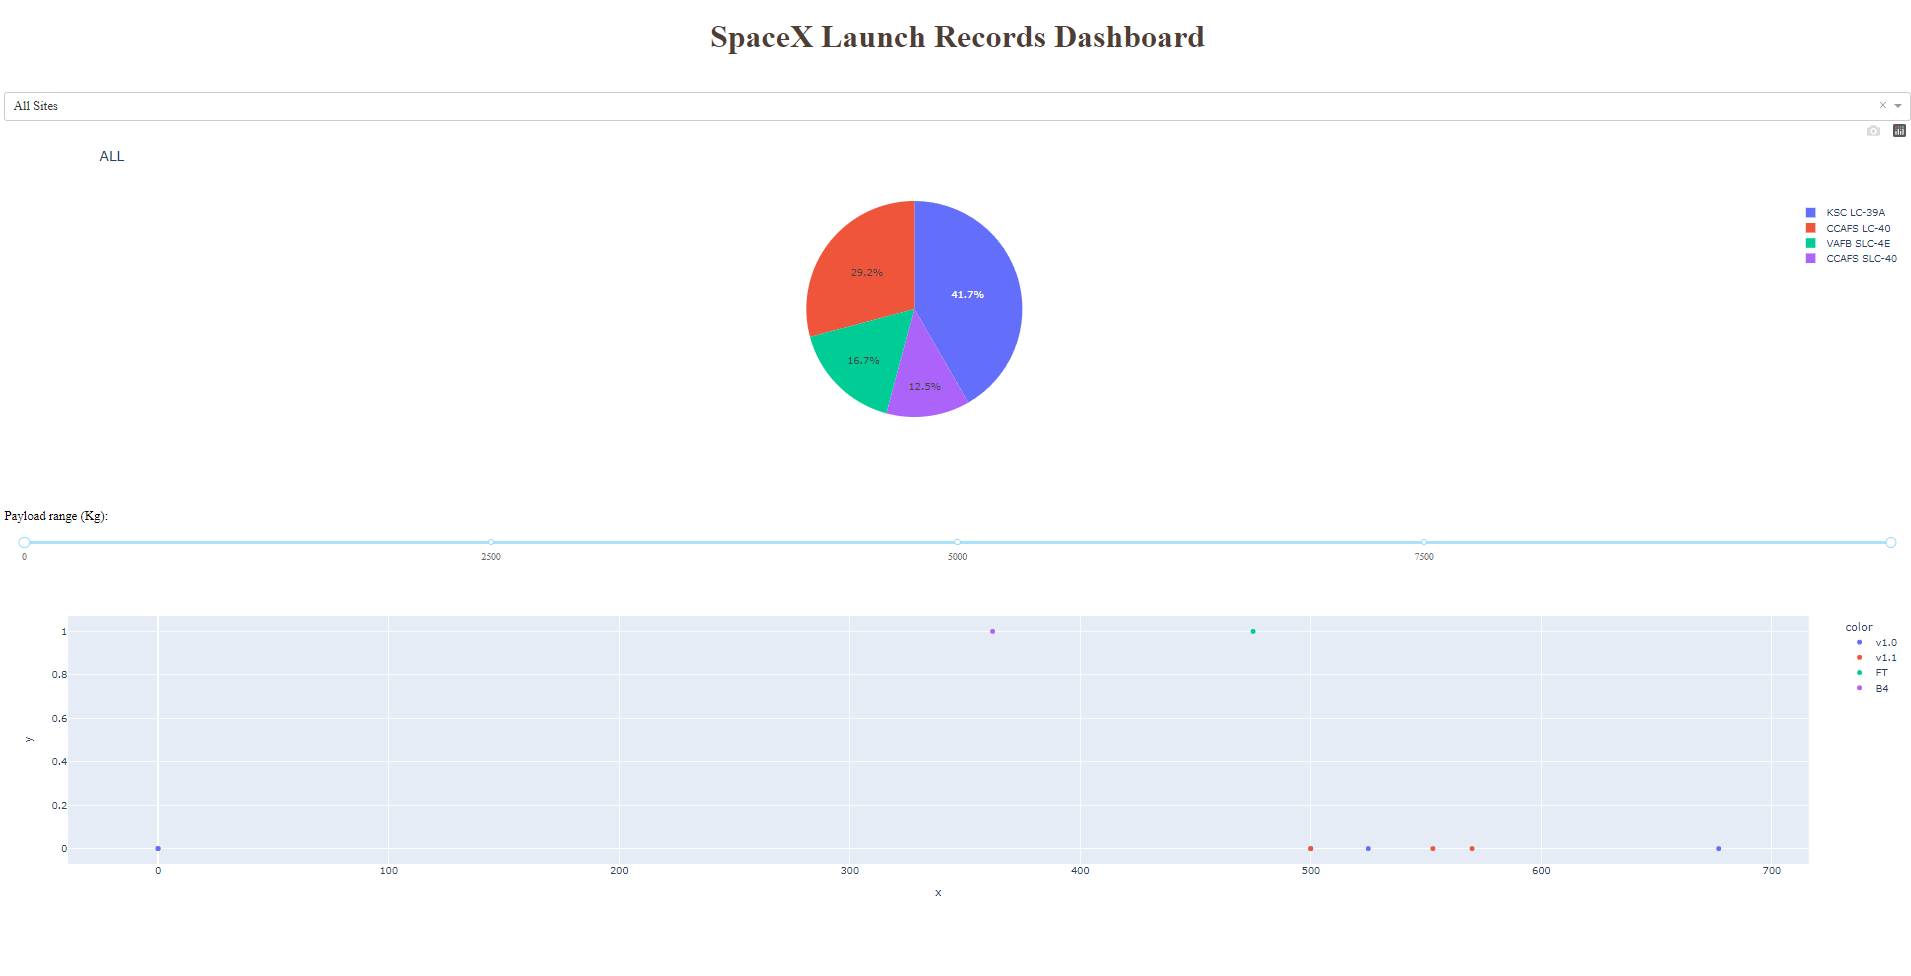 SpaceX Launch Records Dashboard
All Sites
ALL
KSC LC-39A
CCAFS LC-40
VAFB SLC-4E
CCAFS SLC-40
29.2%
41.7%
16.7%
12.5%
Payload range (Kg):
0 2500 5000 7500
color
v1.0
v1.1
FT
B4
1
0.8
0.6
0.4
0.2
0
y
0 100 200 300 400 500 600 700
x